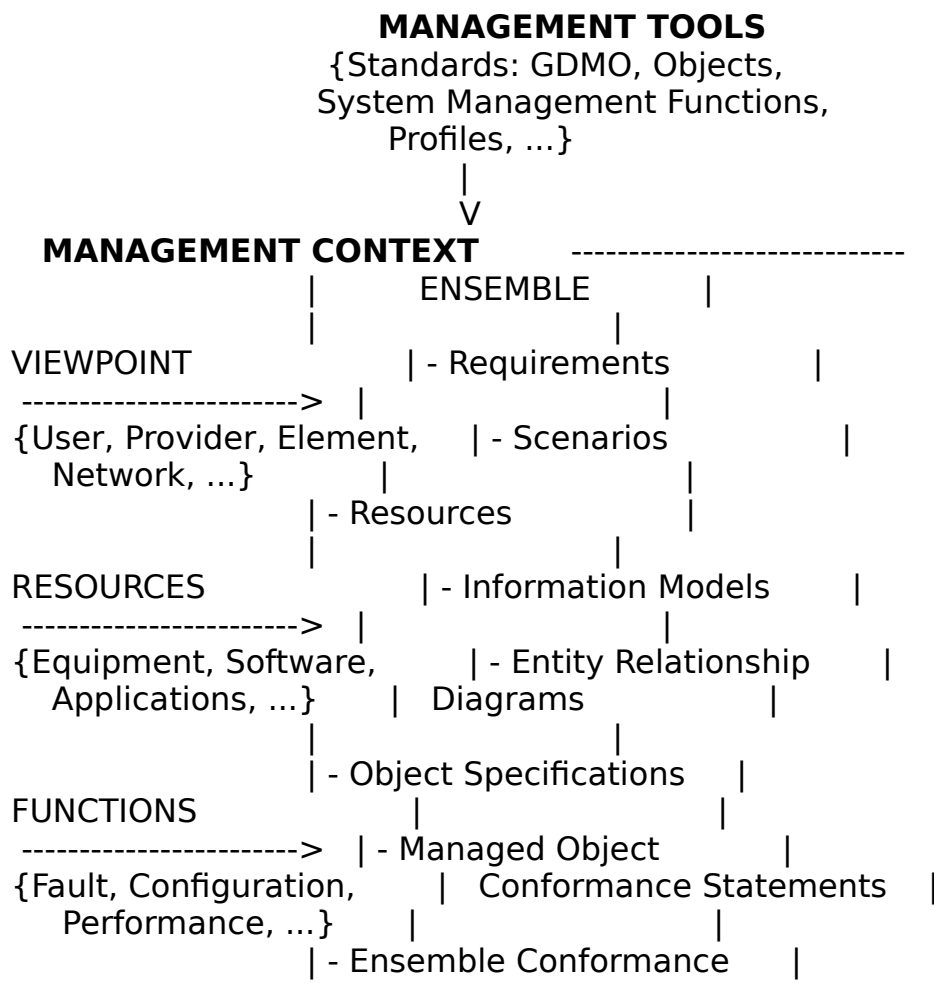 MANAGEMENT TOOLS
{Standards: GDMO, Objects,
System Management Functions,
Profiles, ...}
|
V
MANAGEMENT CONTEXT ----------------------------
| ENSEMBLE |
| |
VIEWPOINT | - Requirements |
-----------------------> | |
{User, Provider, Element, | - Scenarios |
Network, ...} | |
| - Resources |
| |
RESOURCES | - Information Models |
-----------------------> | |
{Equipment, Software, | - Entity Relationship |
Applications, ...} | Diagrams |
| |
| - Object Specifications |
FUNCTIONS | |
-----------------------> | - Managed Object |
{Fault, Configuration, | Conformance Statements |
Performance, ...} | |
| - Ensemble Conformance |